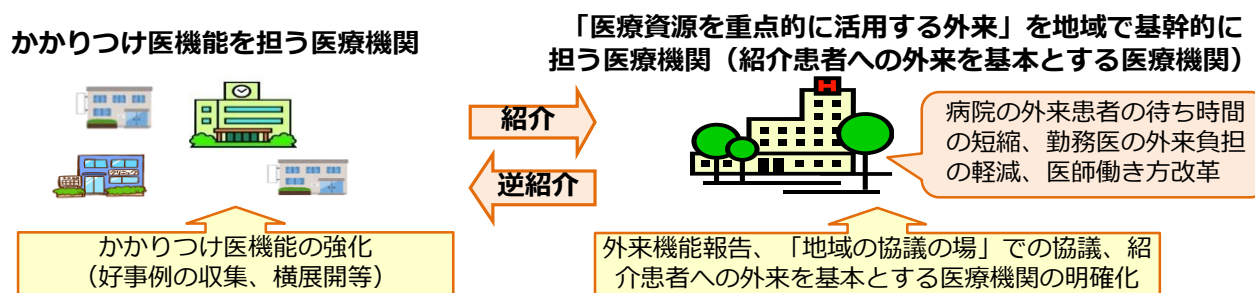 かかりつけ医機能を担う医療機関
「医療資源を重点的に活用する外来」を地域で基幹的に
担う医療機関（紹介患者への外来を基本とする医療機関）
紹介
逆紹介
H
病院の外来患者の待ち時間
の短縮、勤務医の外来負担
の軽減、医師働き方改革
かかりつけ医機能の強化
（好事例の収集、横展開等）
外来機能報告、「地域の協議の場」での協議、紹
介患者への外来を基本とする医療機関の明確化